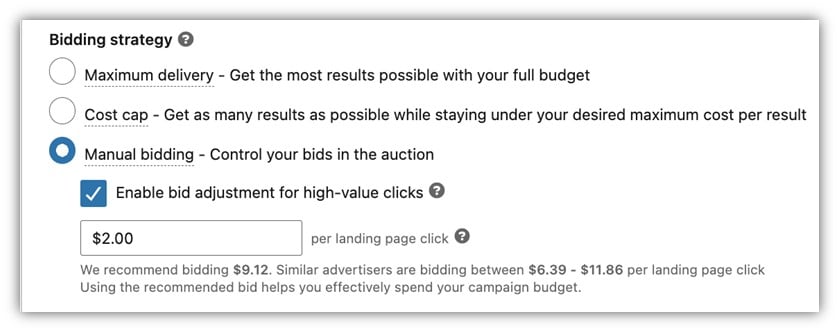 Bidding strategy ?
Maximum delivery - Get the most results possible with your full budget
Cost cap - Get as many results as possible while staying under your desired maximum cost per result
Manual bidding - Control your bids in the auction
Enable bid adjustment for high-value clicks ?
$2.00 per landing page click ?
We recommend bidding $9.12. Similar advertisers are bidding between $6.39 - $11.86 per landing page click
Using the recommended bid helps you effectively spend your campaign budget.